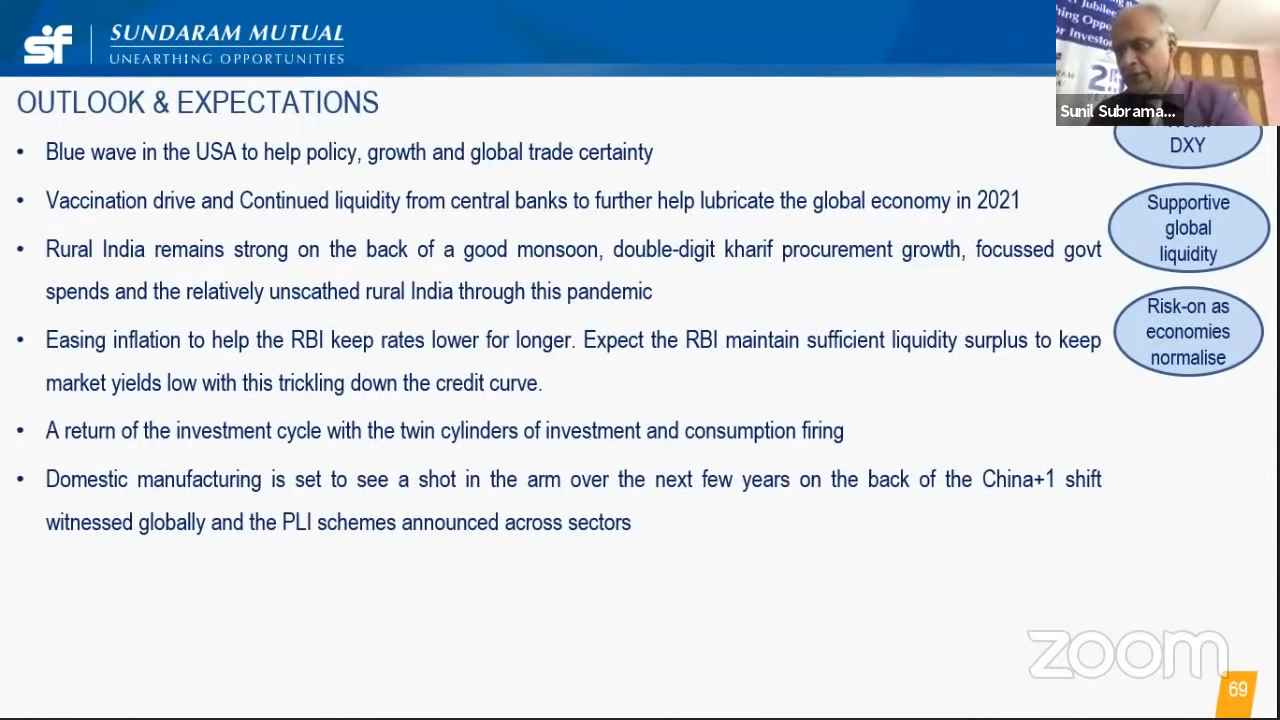 sf
SUNDARAM MUTUAL
UNEARTHING OPPORTUNITIES
Jubilee
hing Oppo
or Investor
2
Sunil Subrama...
OUTLOOK & EXPECTATIONS
• Blue wave in the USA to help policy, growth and global trade certainty
• Vaccination drive and Continued liquidity from central banks to further help lubricate the global economy in 2021
• Rural India remains strong on the back of a good monsoon, double-digit kharif procurement growth, focussed govt
spends and the relatively unscathed rural India through this pandemic
• Easing inflation to help the RBI keep rates lower for longer. Expect the RBI maintain sufficient liquidity surplus to keep
market yields low with this trickling down the credit curve.
• A return of the investment cycle with the twin cylinders of investment and consumption firing
• Domestic manufacturing is set to see a shot in the arm over the next few years on the back of the China+1 shift
witnessed globally and the PLI schemes announced across sectors
DXY
Supportive
global
liquidity
Risk-on as
economies
normalise
zoom
69